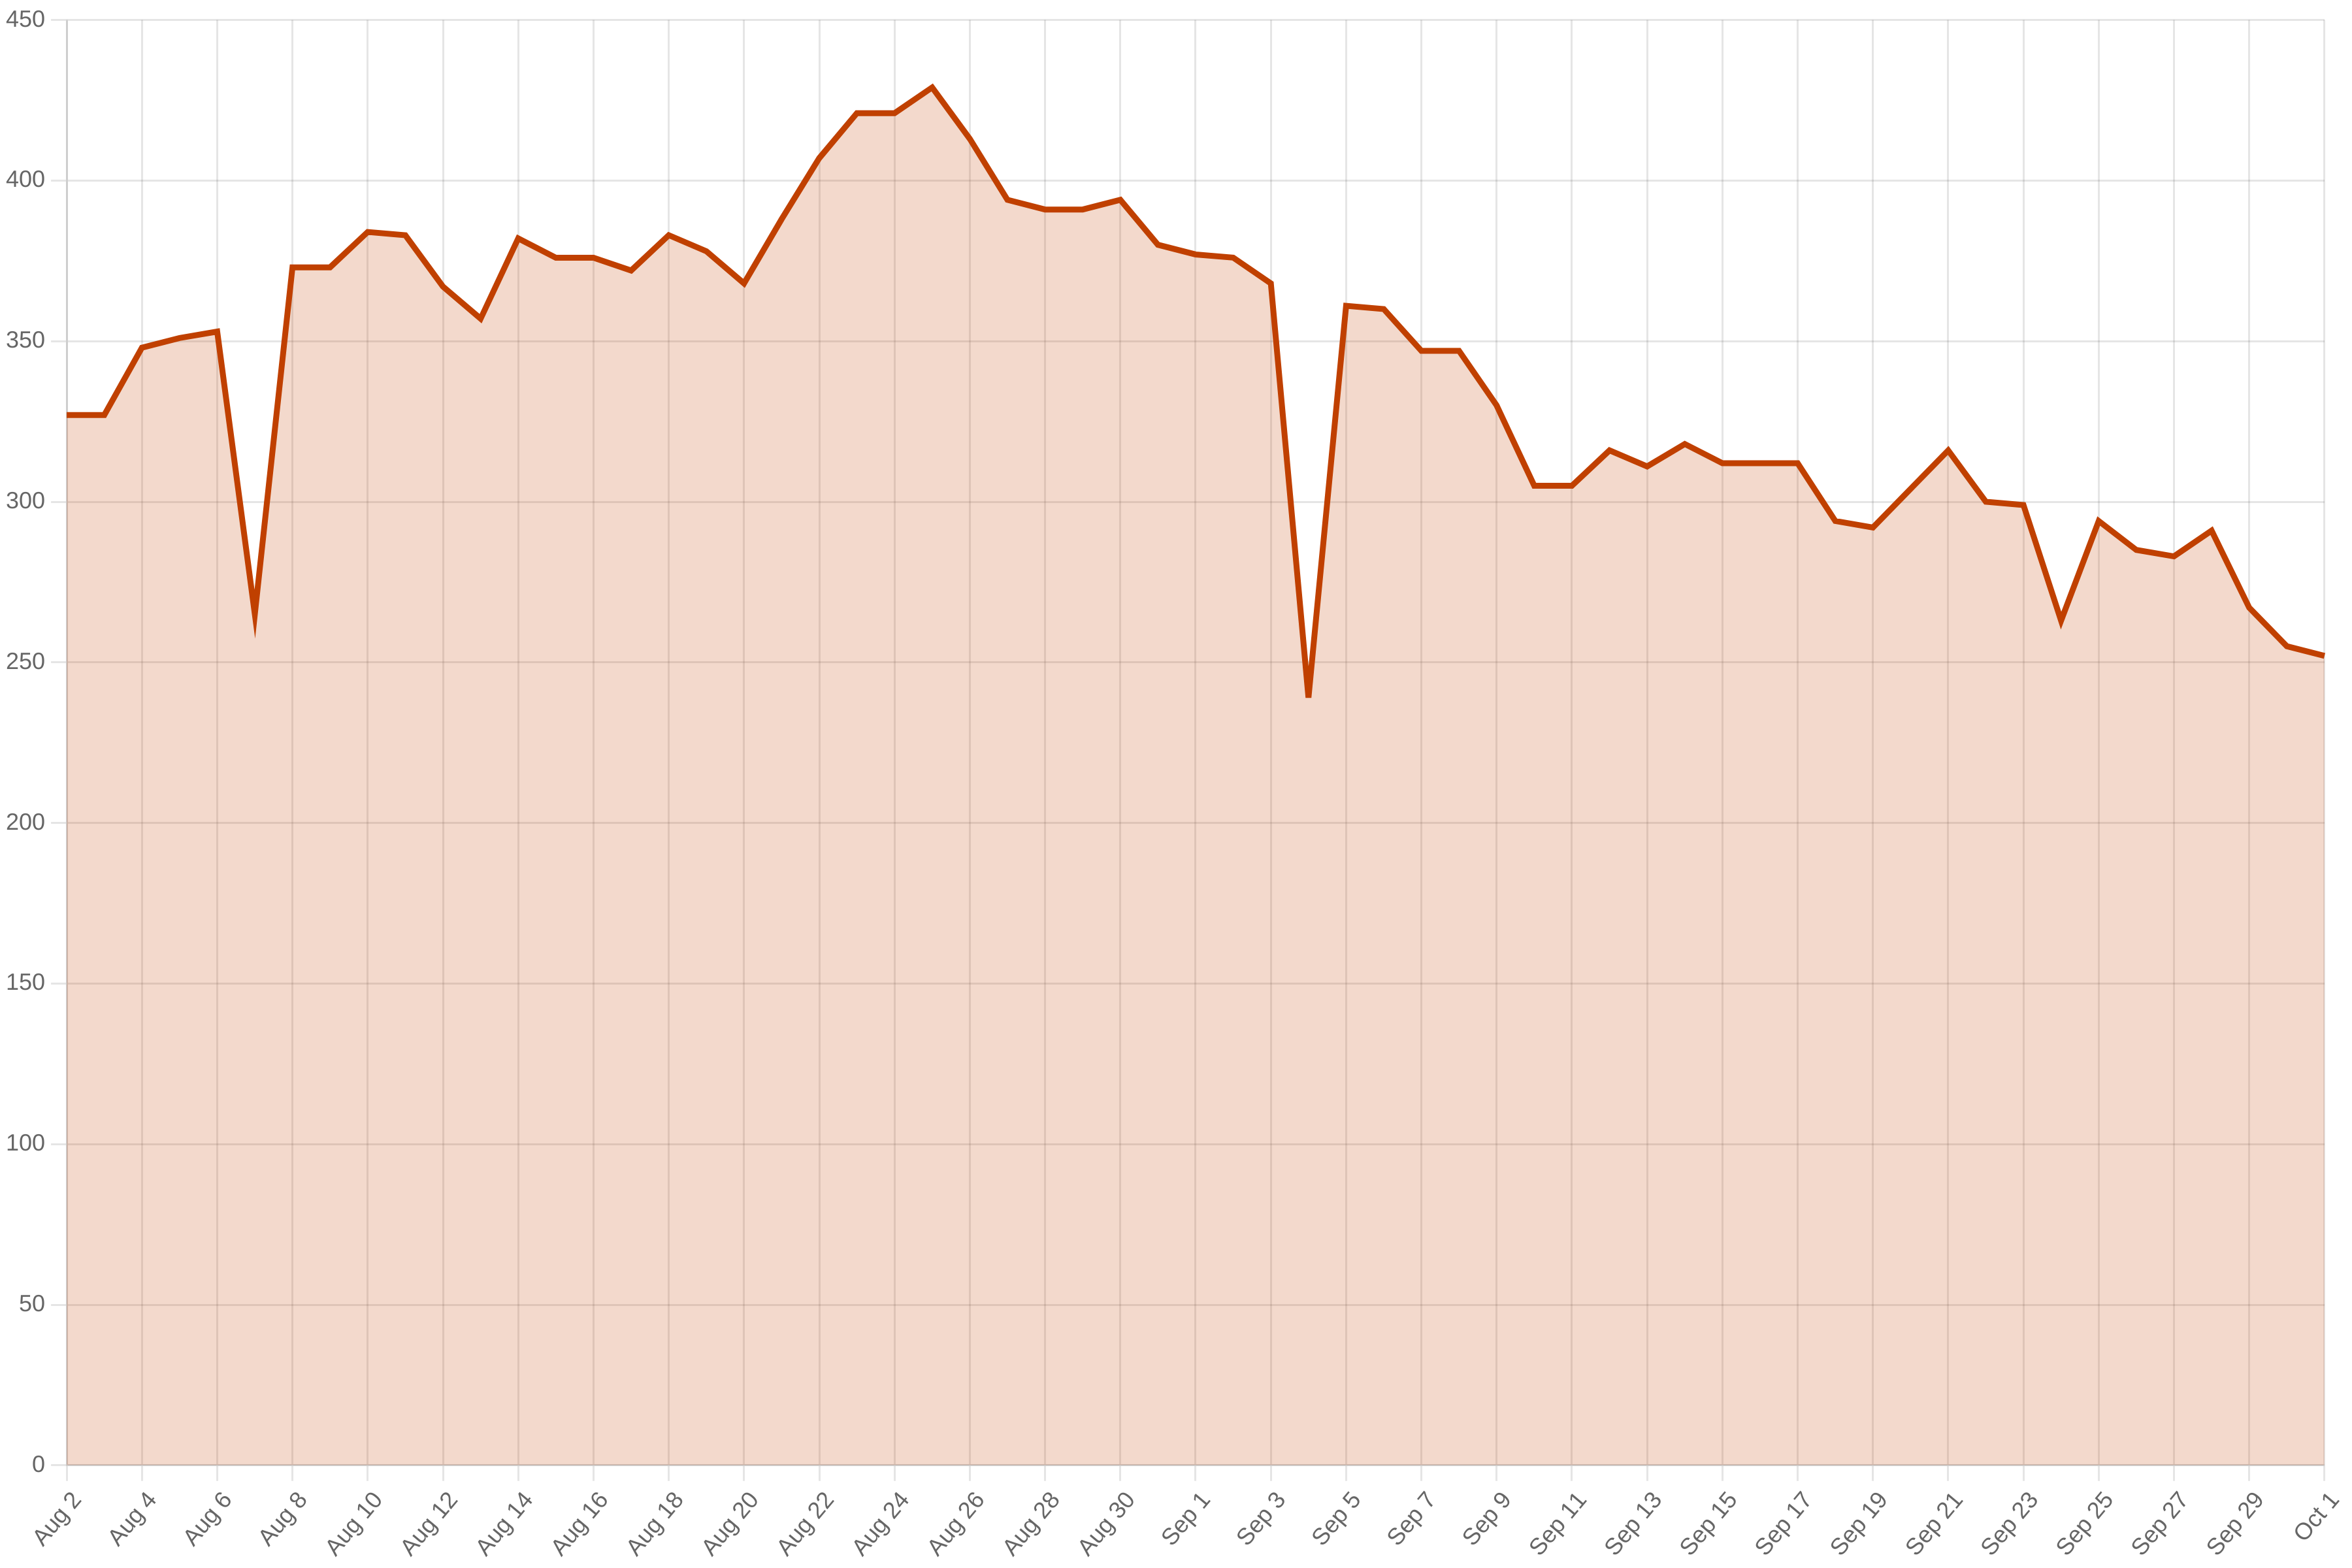 450
400
350
300
250
200
150
100
50
0
Aug 2
Aug 4
Aug 6
Aug 8
Aug 10
Aug 12
Aug 14
Aug 16
Aug 18
Aug 20
Aug 22
Aug 24
Aug 26
Aug 28
Aug 30
Sep 1
Sep 3
Sep 5
Sep 7
Sep 9
Sep 11
Sep 13
Sep 15
Sep 17
Sep 19
Sep 21
Sep 23
Sep 25
Sep 27
Sep 29
Oct 1